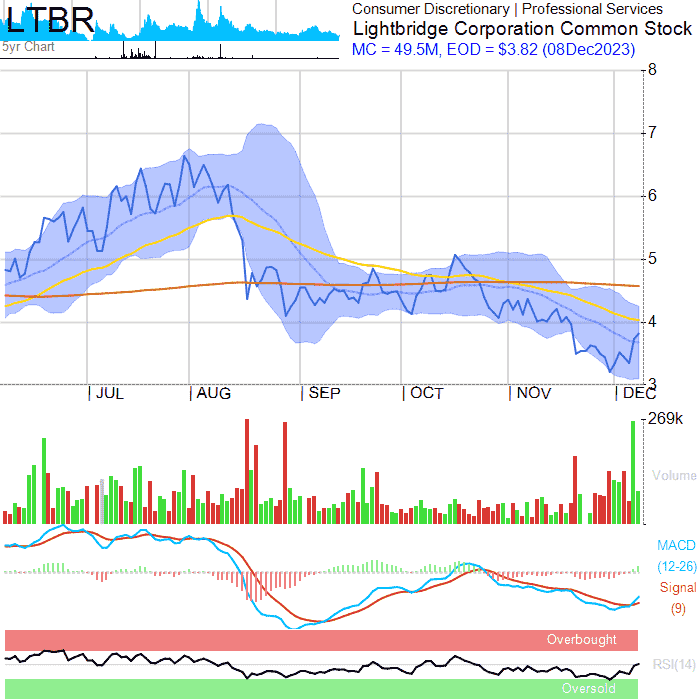 LTBR
5yr Chart
Consumer Discretionary | Professional Services
Lightbridge Corporation Common Stock
MC = 49.5M, EOD = $3.82 (08Dec2023)
8
7
6
5
4
3
JUL
AUG
SEP
OCT
NOV
DEC
269k
Volume
MACD
(12-26)
Signal
(9)
Overbought
RSI(14)
Oversold